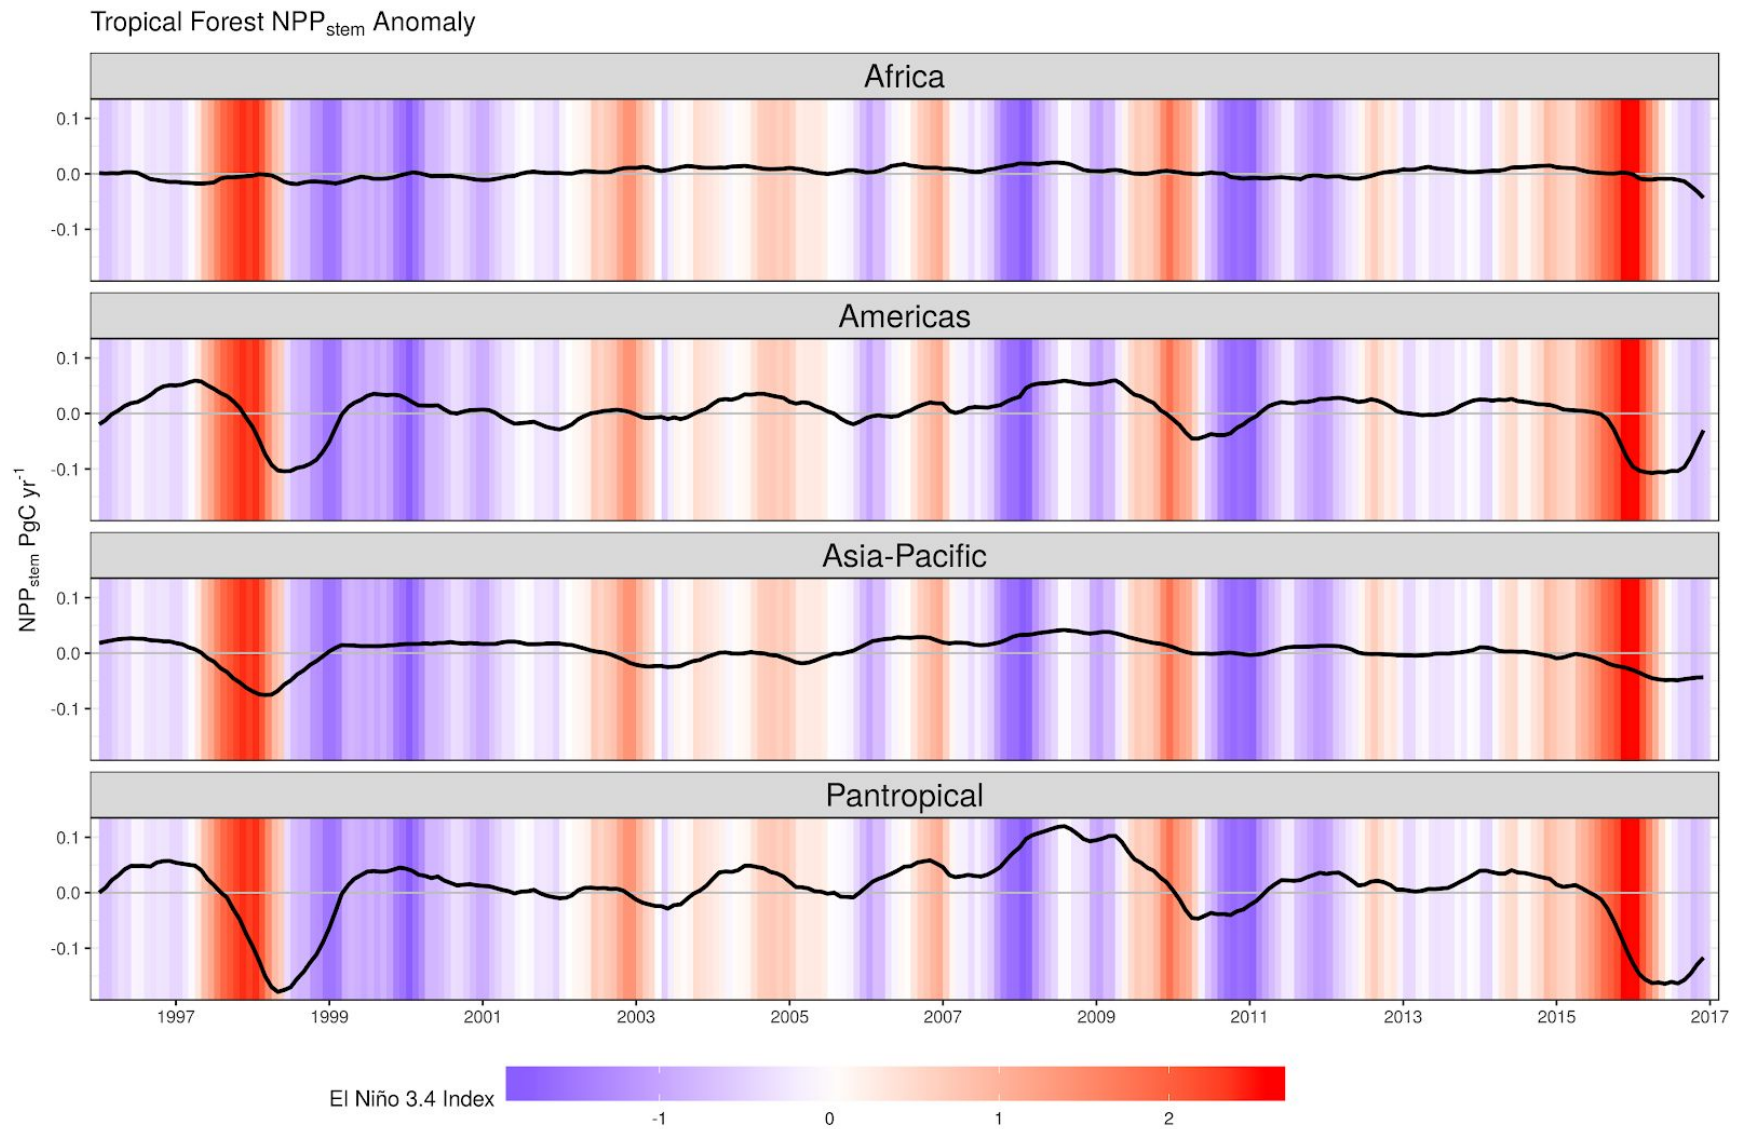 Tropical Forest NPPstem Anomaly
Africa
0.1
0.0
-0.1
Americas
0.1
0.0
-0.1
Asia-Pacific
0.1
0.0
-0.1
Pantropical
0.1
0.0
-0.1
NPPstem PgC yr-1
1997 1999 2001 2003 2005 2007 2009 2011 2013 2015 2017
El Niño 3.4 Index
-1 0 1 2